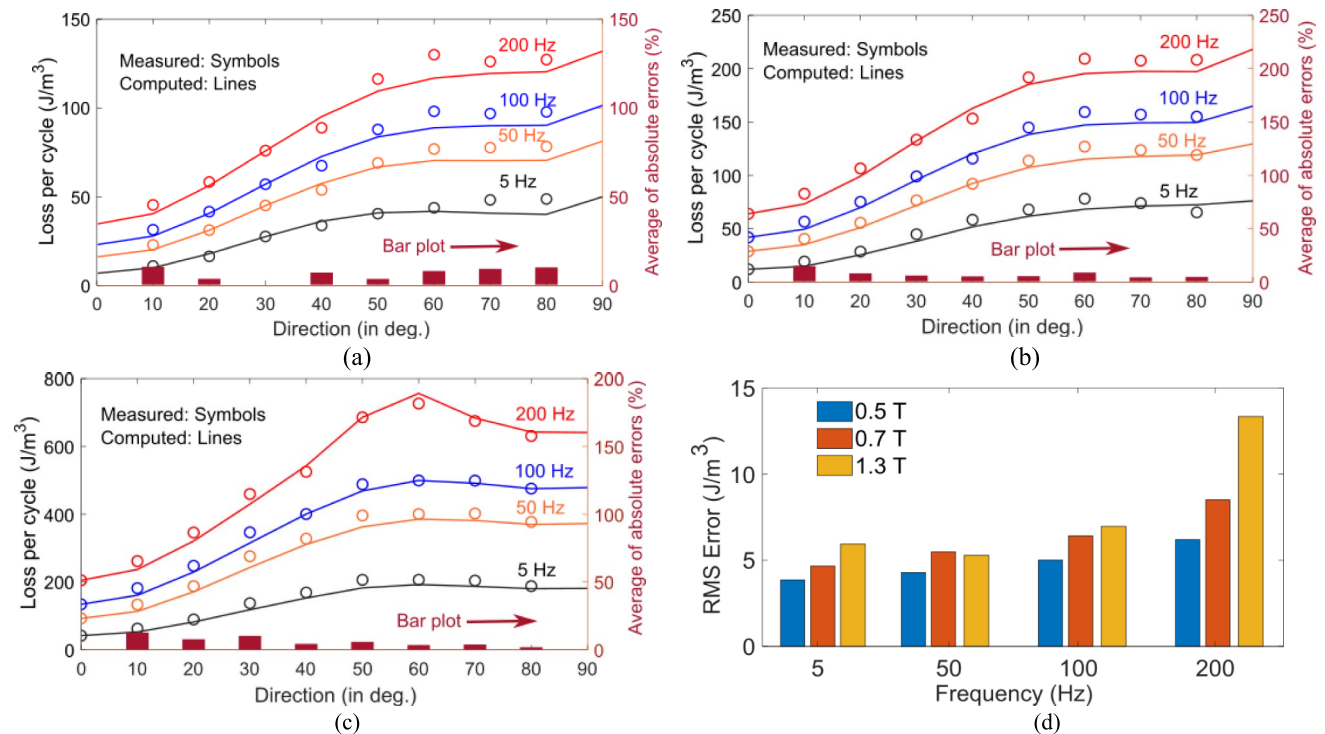 150
100
50
0
Loss per cycle (J/m³)
Measured: Symbols
Computed: Lines
200 Hz
100 Hz
50 Hz
5 Hz
Bar plot
0 10 20 30 40 50 60 70 80 90
Direction (in deg.)
150
100
50
0
Average of absolute errors (%)
(a)
250
200
150
100
50
0
Loss per cycle (J/m³)
Measured: Symbols
Computed: Lines
200 Hz
100 Hz
50 Hz
5 Hz
Bar plot
0 10 20 30 40 50 60 70 80 90
Direction (in deg.)
250
200
150
100
50
0
Average of absolute errors (%)
(b)
800
600
400
200
0
Loss per cycle (J/m³)
Measured: Symbols
Computed: Lines
200 Hz
100 Hz
50 Hz
5 Hz
Bar plot
0 10 20 30 40 50 60 70 80 90
Direction (in deg.)
200
150
100
50
0
Average of absolute errors (%)
(c)
15
10
5
0
RMS Error (J/m³)
0.5 T
0.7 T
1.3 T
5 50 100 200
Frequency (Hz)
(d)